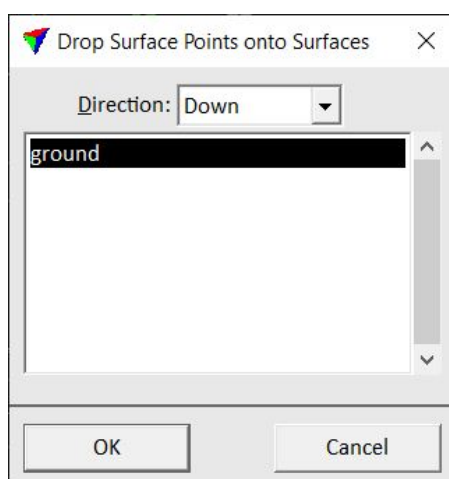 Drop Surface Points onto Surfaces
Direction: Down
ground
OK Cancel